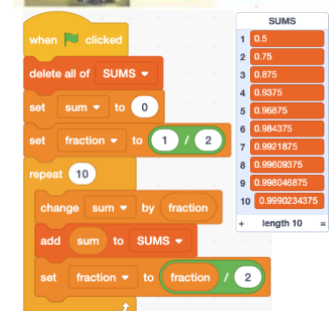 when clicked
delete all of SUMS
set sum to 0
set fraction to 1 / 2
repeat 10
change sum by fraction
add sum to SUMS
set fraction to fraction / 2
SUMS
1 0.5
2 0.75
3 0.875
4 0.9375
5 0.96875
6 0.984375
7 0.9921875
8 0.99609375
9 0.998046875
10 0.9990234375
+ length 10 =